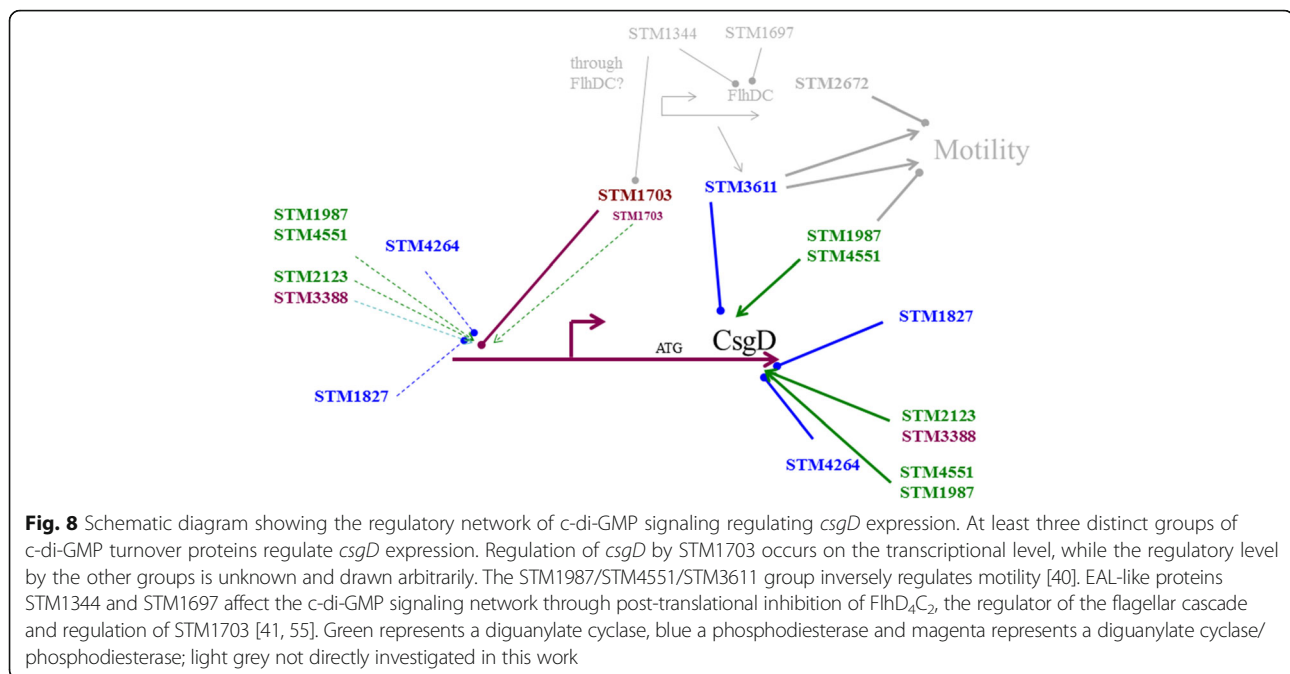 STM1344
STM1697
through
FlhDC?
FlhDC
STM2672
Motility
STM3611
STM1703
STM1703
STM1987
STM4551
STM4264
STM1987
STM4551
STM2123
STM3388
STM1827
CsgD
ATG
STM1827
STM2123
STM3388
STM4264
STM4551
STM1987
Fig. 8 Schematic diagram showing the regulatory network of c-di-GMP signaling regulating csgD expression. At least three distinct groups of
c-di-GMP turnover proteins regulate csgD expression. Regulation of csgD by STM1703 occurs on the transcriptional level, while the regulatory level
by the other groups is unknown and drawn arbitrarily. The STM1987/STM4551/STM3611 group inversely regulates motility [40]. EAL-like proteins
STM1344 and STM1697 affect the c-di-GMP signaling network through post-translational inhibition of FlhD₄C₂, the regulator of the flagellar cascade
and regulation of STM1703 [41, 55]. Green represents a diguanylate cyclase, blue a phosphodiesterase and magenta represents a diguanylate cyclase/
phosphodiesterase; light grey not directly investigated in this work